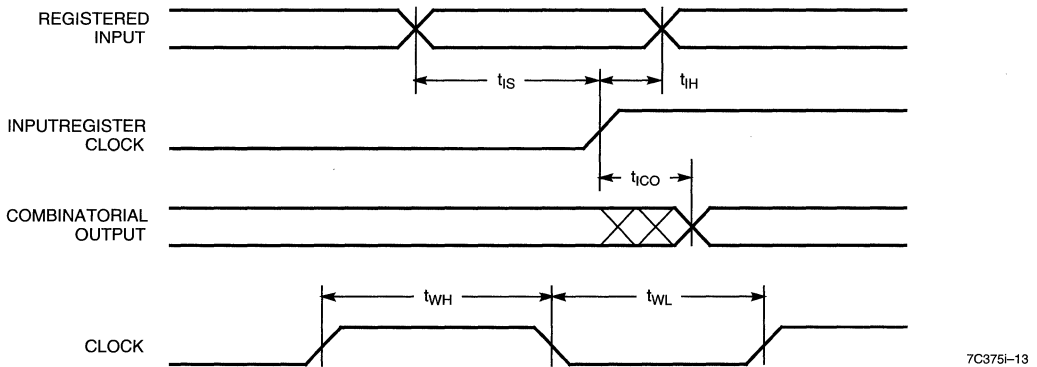 REGISTERED
INPUT
tIS
tIH
INPUTREGISTER
CLOCK
tICO
COMBINATORIAL
OUTPUT
tWH
tWL
CLOCK
7C375i–13